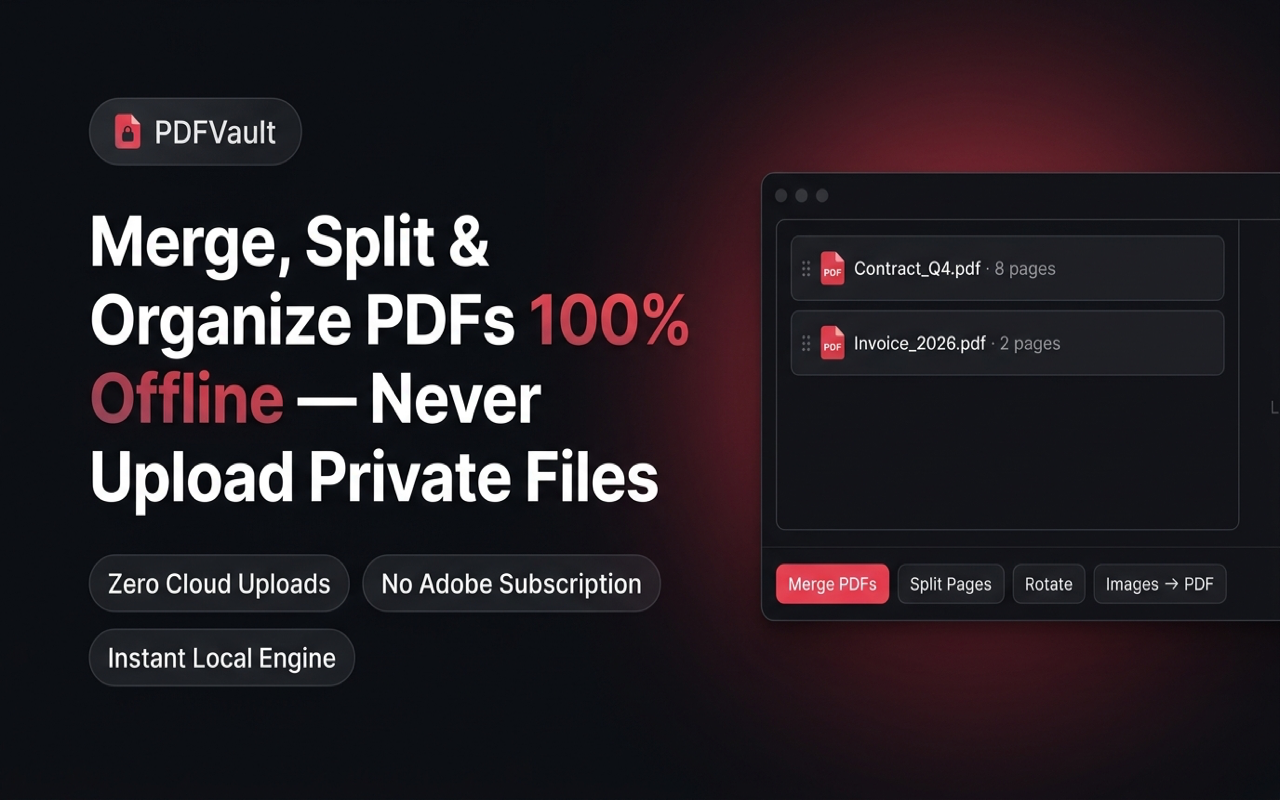 PDFVault
Merge, Split &
Organize PDFs 100%
Offline — Never
Upload Private Files
Zero Cloud Uploads
No Adobe Subscription
Instant Local Engine
PDF Contract_Q4.pdf · 8 pages
PDF Invoice_2026.pdf · 2 pages
Merge PDFs
Split Pages
Rotate
Images → PDF